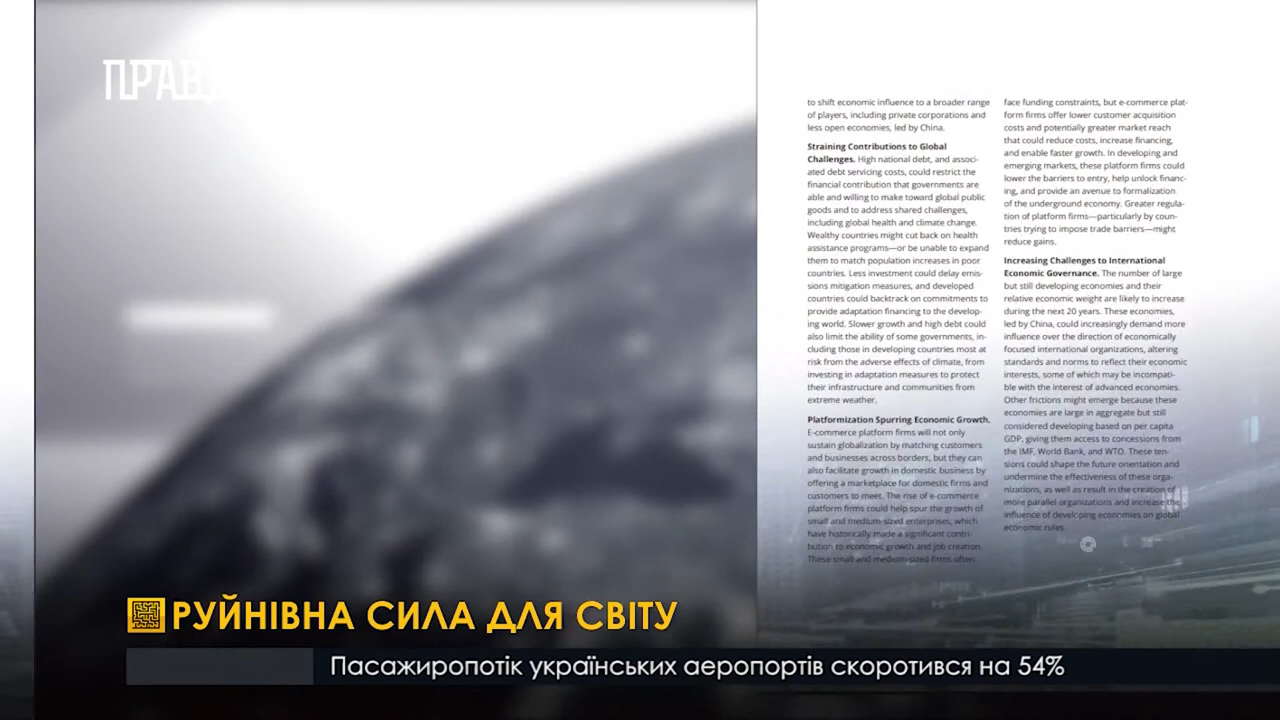 ПРАВД
to shift economic influence to a broader range
of players, including private corporations and
less open economies, led by China.
Straining Contributions to Global
Challenges. High national debt, and associ-
ated debt servicing costs, could restrict the
financial contribution that governments are
able and willing to make toward global public
goods and to address shared challenges,
including global health and climate change.
Wealthy countries might cut back on health
assistance programs—or be unable to expand
them to match population increases in poor
countries. Less investment could delay emis-
sions mitigation measures, and developed
countries could backtrack on commitments to
provide adaptation financing to the develop-
ing world. Slower growth and high debt could
also limit the ability of some governments, in-
cluding those in developing countries most at
risk from the adverse effects of climate, from
investing in adaptation measures to protect
their infrastructure and communities from
extreme weather.
Platformization Spurring Economic Growth.
E-commerce platform firms will not only
sustain globalization by matching customers
and businesses across borders, but they can
also facilitate growth in domestic business by
offering a marketplace for domestic firms and
customers to meet. The rise of e-commerce
platform firms could help spur the growth of
small and medium-sized enterprises, which
have historically made a significant contri-
bution to economic growth and job creation.
These small and medium-sized firms often
face funding constraints, but e-commerce plat-
form firms offer lower customer acquisition
costs and potentially greater market reach
that could reduce costs, increase financing,
and enable faster growth. In developing and
emerging markets, these platform firms could
lower the barriers to entry, help unlock financ-
ing, and provide an avenue to formalization
of the underground economy. Greater regula-
tion of platform firms—particularly by coun-
tries trying to impose trade barriers—might
reduce gains.
Increasing Challenges to International
Economic Governance. The number of large
but still developing economies and their
relative economic weight are likely to increase
during the next 20 years. These economies,
led by China, could increasingly demand more
influence over the direction of economically
focused international organizations, altering
standards and norms to reflect their economic
interests, some of which may be incompati-
ble with the interest of advanced economies.
Other frictions might emerge because these
economies are large in aggregate but still
considered developing based on per capita
GDP, giving them access to concessions from
the IMF, World Bank, and WTO. These ten-
sions could shape the future orientation and
undermine the effectiveness of these orga-
nizations, as well as result in the creation of
more parallel organizations and increase the
influence of developing economies on global
economic rules.
РУЙНІВНА СИЛА ДЛЯ СВІТУ
Пасажиропотік українських аеропортів скоротився на 54%